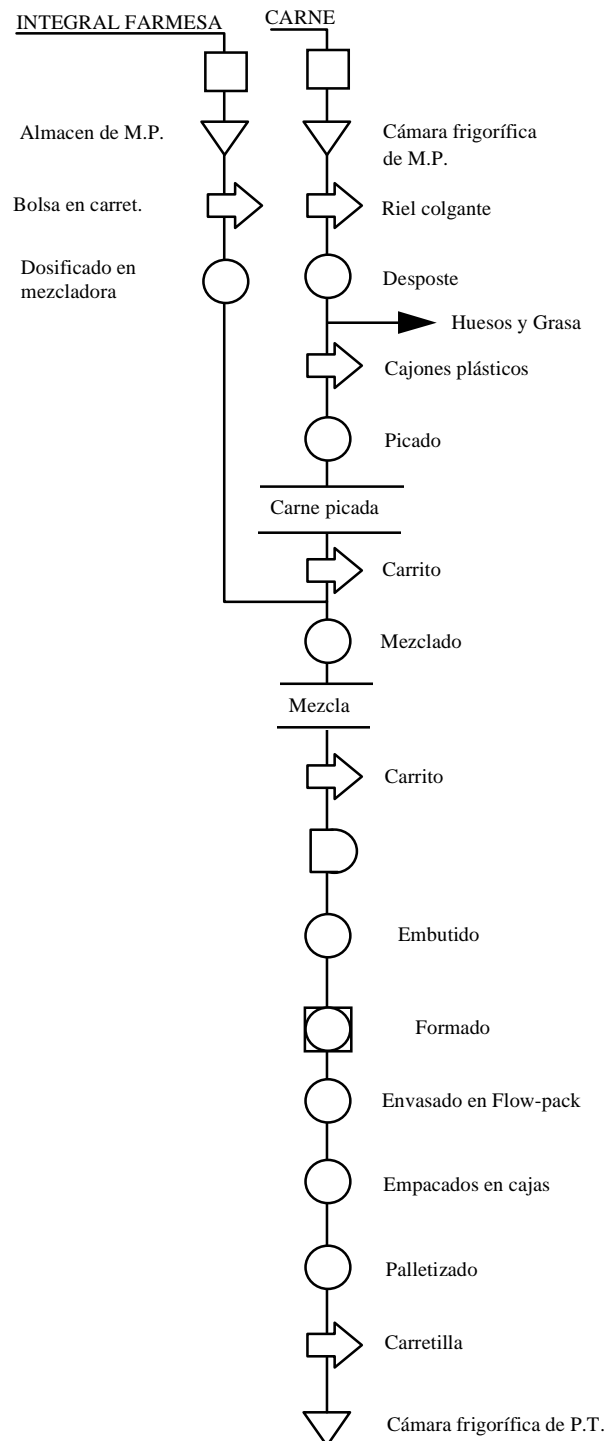 INTEGRAL FARMESA
CARNE
Almacen de M.P.
Cámara frigorífica
de M.P.
Bolsa en carret.
Riel colgante
Dosificado en
mezcladora
Desposte
Huesos y Grasa
Cajones plásticos
Picado
Carne picada
Carrito
Mezclado
Mezcla
Carrito
Embutido
Formado
Envasado en Flow-pack
Empacados en cajas
Palletizado
Carretilla
Cámara frigorífica de P.T.